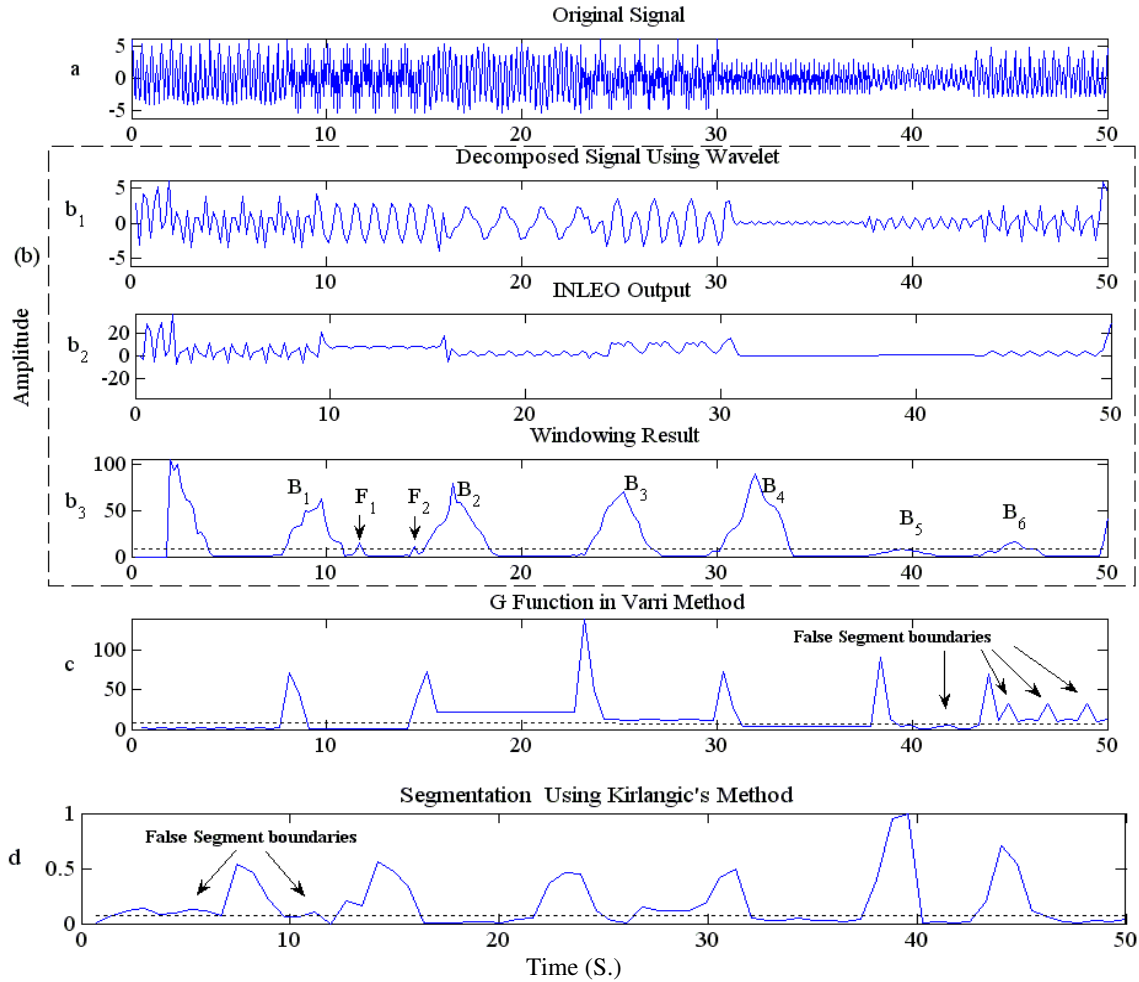 Original Signal
a
5
0
-5
0 10 20 30 40 50
Decomposed Signal Using Wavelet
b1
5
0
-5
0 10 20 30 40 50
(b)
Amplitude
INLEO Output
b2
20
0
-20
0 10 20 30 40 50
Windowing Result
b3
100
50
0
B1 F1 F2 B2 B3 B4 B5 B6
0 10 20 30 40 50
G Function in Varri Method
c
100
50
0
False Segment boundaries
0 10 20 30 40 50
Segmentation Using Kirlangic's Method
d
1
0.5
0
False Segment boundaries
10 20 30 40 50
Time (S.)